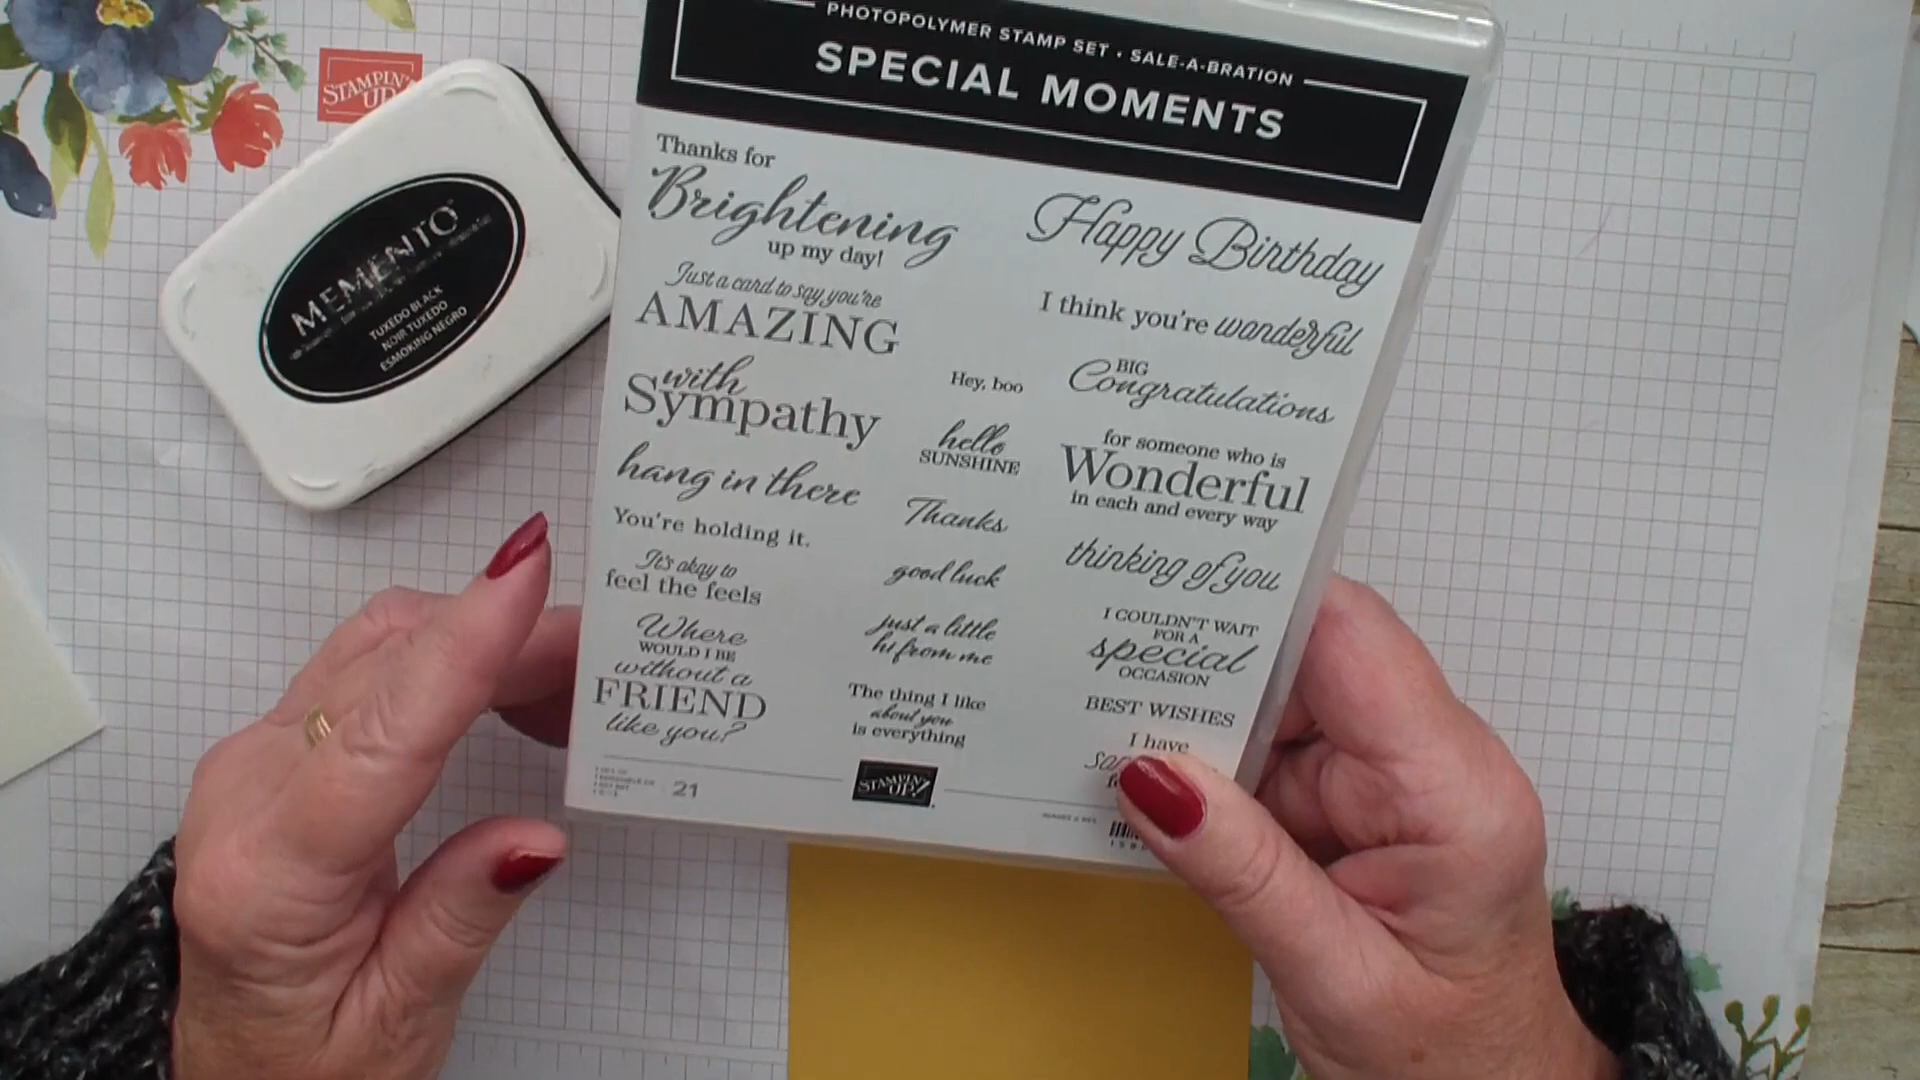 STAMPIN' UP!
MEMENTO™
TUXEDO BLACK
NOIR TUXEDO
ESMOKING NEGRO
PHOTOPOLYMER STAMP SET • SALE-A-BRATION
SPECIAL MOMENTS
Thanks for
Brightening
up my day!
Just a card to say you're
AMAZING
with
Sympathy
hang in there
You're holding it.
It's okay to
feel the feels
Where
WOULD I BE
without a
FRIEND
like you?
Hey, boo
hello
SUNSHINE
Thanks
good luck
just a little
hi from me
The thing I like
about you
is everything
Happy Birthday
I think you're wonderful
BIG
Congratulations
for someone who is
Wonderful
in each and every way
thinking of you
I COULDN'T WAIT
FOR A
special
OCCASION
BEST WISHES
I have
21
STAMPIN' UP!